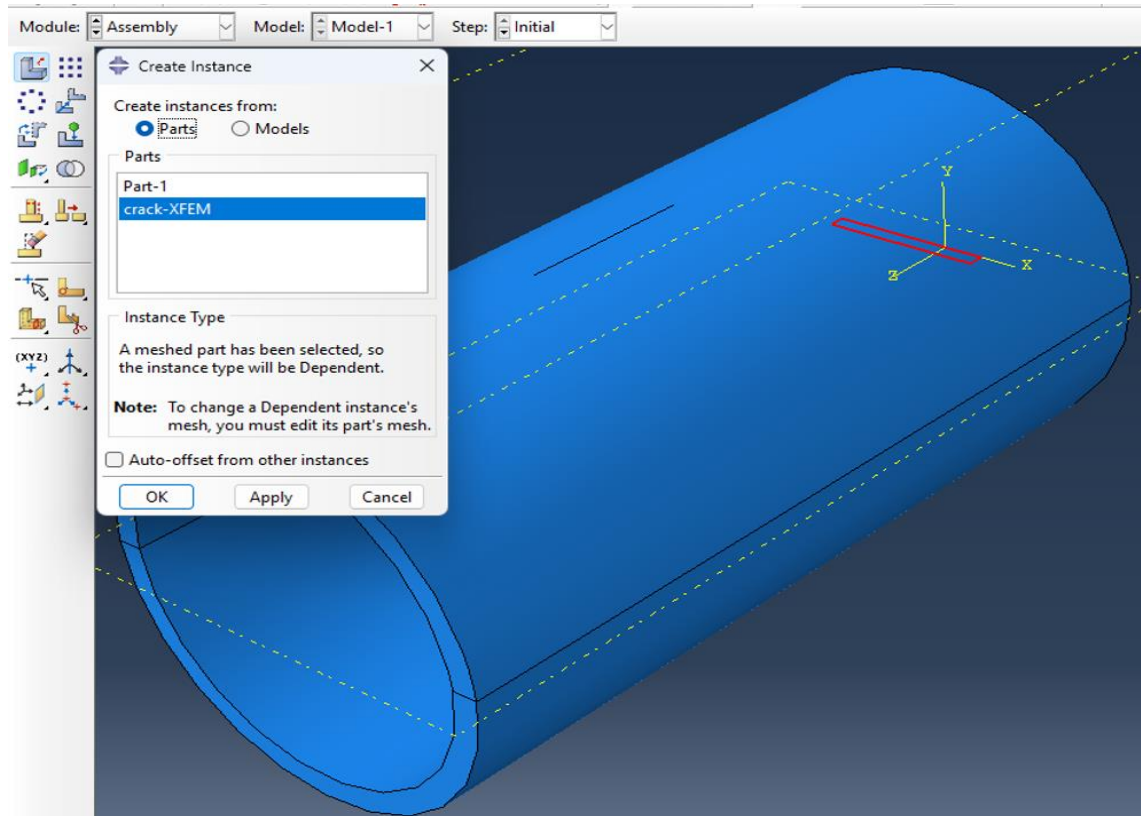 Module: Assembly Model: Model-1 Step: Initial
Create Instance
Create instances from:
Parts Models
Parts
Part-1
crack-XFEM
Instance Type
A meshed part has been selected, so
the instance type will be Dependent.
Note: To change a Dependent instance's
mesh, you must edit its part's mesh.
Auto-offset from other instances
OK Apply Cancel
(XYZ)
Y
X
Z